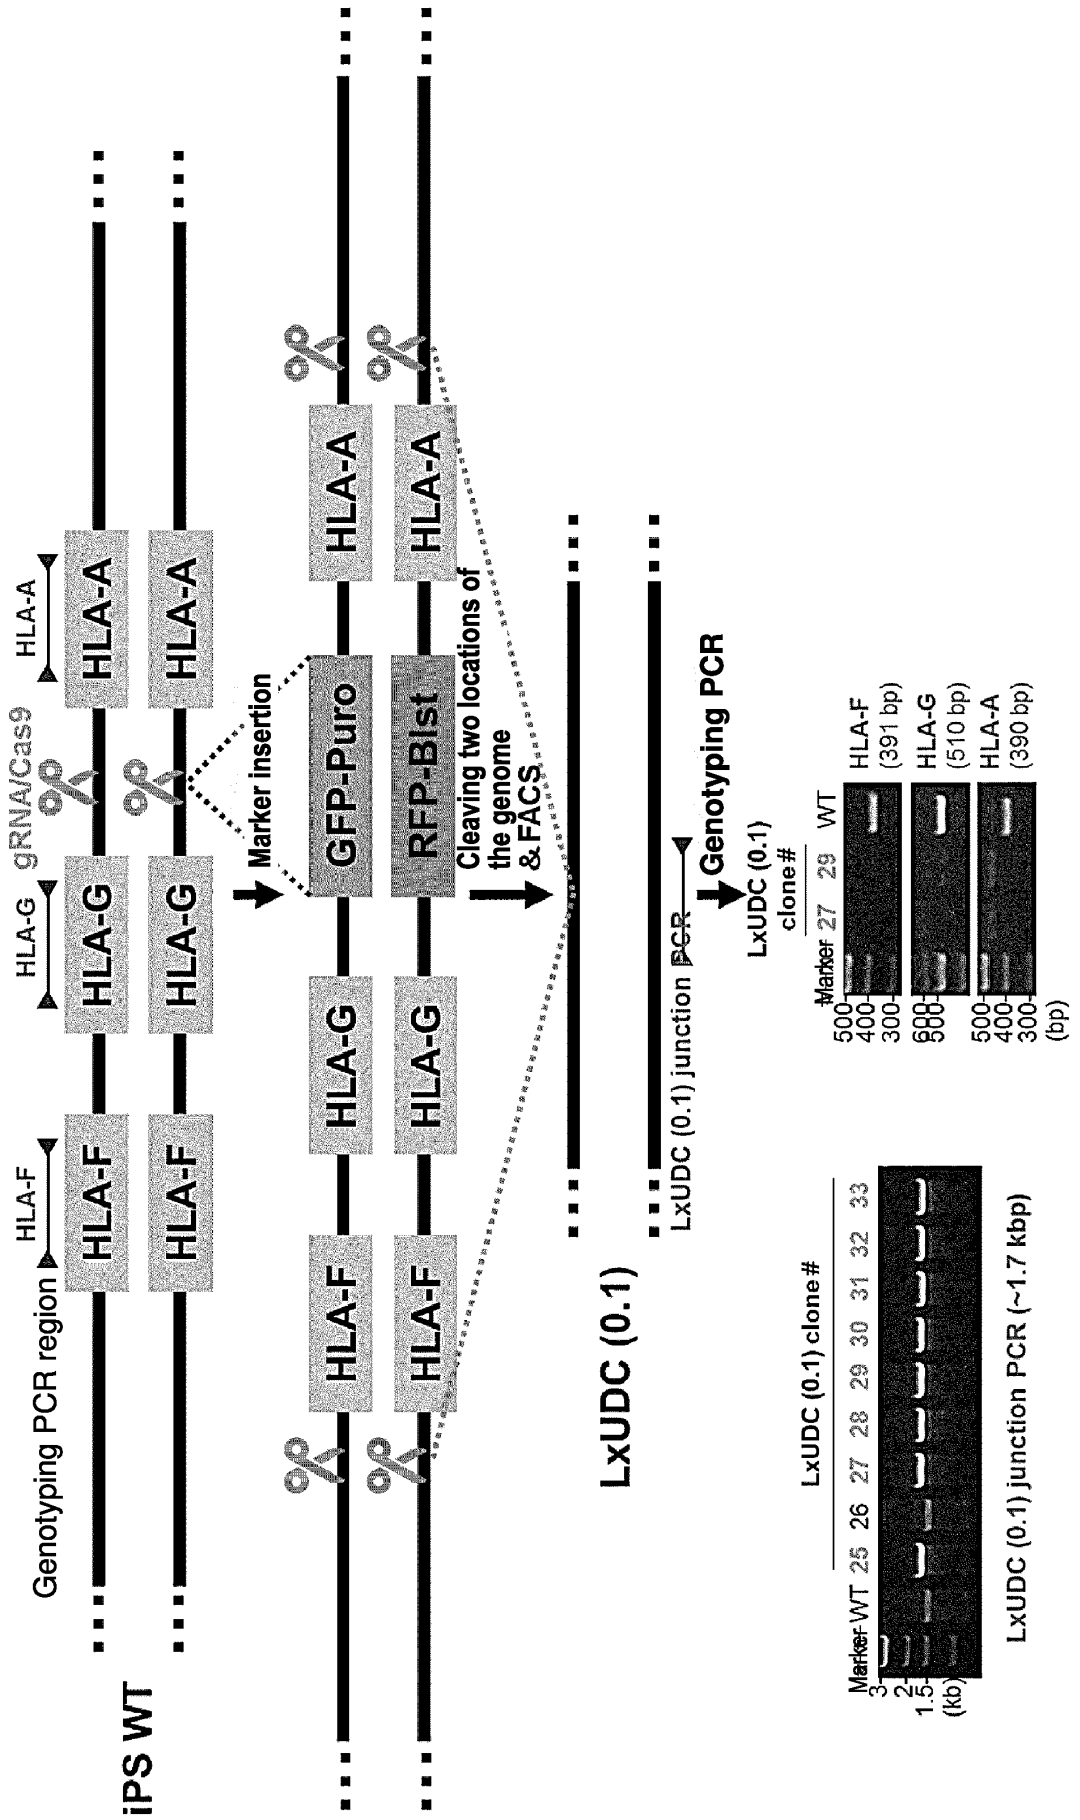 Genotyping PCR region
HLA-F
HLA-G
gRNA/Cas9
HLA-A
iPS WT
HLA-F
HLA-G
HLA-A
HLA-F
HLA-G
HLA-A
Marker insertion
HLA-F
HLA-G
GFP-Puro
HLA-A
HLA-F
HLA-G
RFP-Blst
HLA-A
Cleaving two locations of
the genome
& FACS
LxUDC (0.1)
LxUDC (0.1) junction PCR
Genotyping PCR
LxUDC (0.1) clone #
Marker WT 25 26 27 28 29 30 31 32 33
3
2
1.5
(kb)
LxUDC (0.1) junction PCR (~1.7 kbp)
LxUDC (0.1)
clone #
Marker 27 29 WT
500
400
300
HLA-F
(391 bp)
600
500
HLA-G
(510 bp)
500
400
300
(bp)
HLA-A
(390 bp)